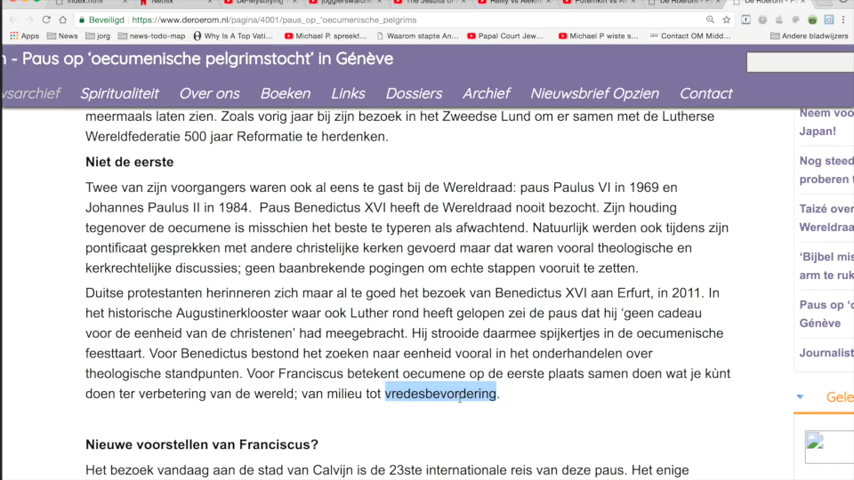 index.html
Netflix
De-Mystifying
The Jesuits of
De Roerom - P
Beveiligd
https://www.deroerom.nl/pagina/4001/paus_op_'oecumenische_pelgrims
Apps
News
jorg
news-todo-map
Why Is A Top Vati...
Michael P. spreekt...
Waarom stapte An...
Papal Court Jew...
Michael P wiste s...
Contact OM Midd...
Andere bladwijzers
- Paus op 'oecumenische pelgrimstocht' in Genève
wsarchief Spiritualiteit Over ons Boeken Links Dossiers Archief Nieuwsbrief Opzien Contact
meermaals laten zien. Zoals vorig jaar bij zijn bezoek in het Zweedse Lund om er samen met de Lutherse
Wereldfederatie 500 jaar Reformatie te herdenken.
Niet de eerste
Twee van zijn voorgangers waren ook al eens te gast bij de Wereldraad: paus Paulus VI in 1969 en
Johannes Paulus II in 1984. Paus Benedictus XVI heeft de Wereldraad nooit bezocht. Zijn houding
tegenover de oecumene is misschien het beste te typeren als afwachtend. Natuurlijk werden ook tijdens zijn
pontificaat gesprekken met andere christelijke kerken gevoerd maar dat waren vooral theologische en
kerkrechtelijke discussies; geen baanbrekende pogingen om echte stappen vooruit te zetten.
Duitse protestanten herinneren zich maar al te goed het bezoek van Benedictus XVI aan Erfurt, in 2011. In
het historische Augustinerklooster waar ook Luther rond heeft gelopen zei de paus dat hij 'geen cadeau
voor de eenheid van de christenen' had meegebracht. Hij strooide daarmee spijkertjes in de oecumenische
feesttaart. Voor Benedictus bestond het zoeken naar eenheid vooral in het onderhandelen over
theologische standpunten. Voor Franciscus betekent oecumene op de eerste plaats samen doen wat je kùnt
doen ter verbetering van de wereld; van milieu tot vredesbevordering.
Nieuwe voorstellen van Franciscus?
Het bezoek vandaag aan de stad van Calvijn is de 23ste internationale reis van deze paus. Het enige
Neem voor
Japan!
Nog steed
proberen t
Taizé over
Wereldraa
'Bijbel mis
arm te ruk
Paus op 'o
Genève
Journalist
Gele